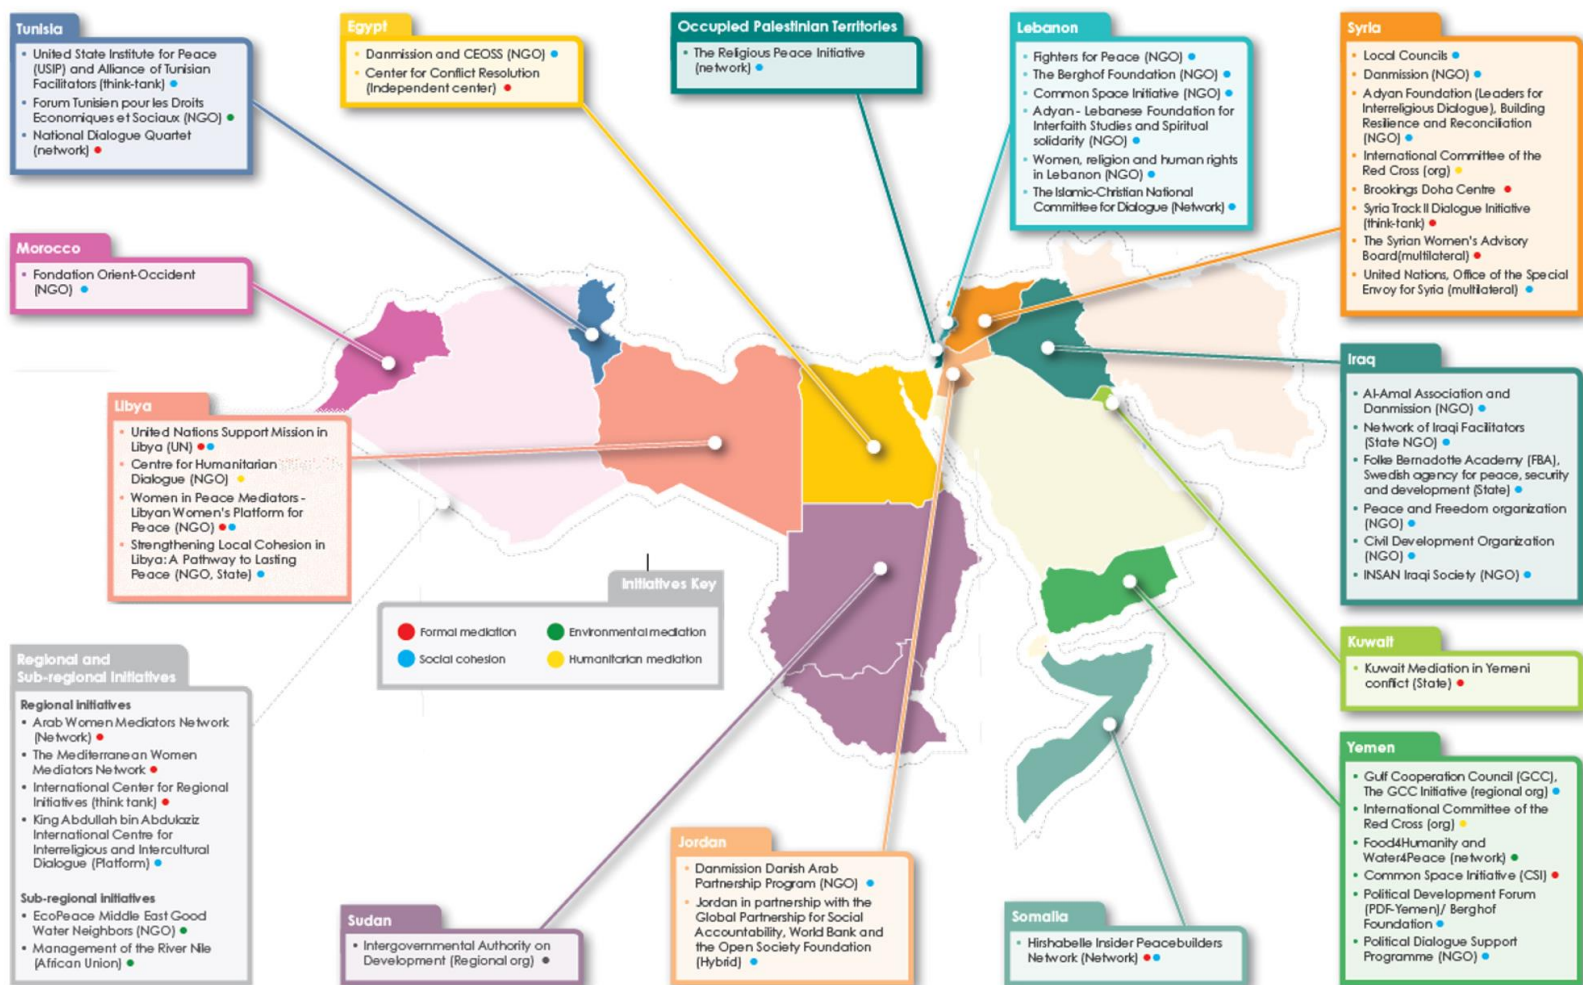 Tunisia
• United State Institute for Peace
(USIP) and Alliance of Tunisian
Facilitators (think-tank)
• Forum Tunisien pour les Droits
Economiques et Sociaux (NGO)
• National Dialogue Quartet
(network)
Egypt
• Danmission and CEOSS (NGO)
• Center for Conflict Resolution
(Independent center)
Occupied Palestinian Territories
• The Religious Peace Initiative
(network)
Lebanon
• Fighters for Peace (NGO)
• The Berghof Foundation (NGO)
• Common Space Initiative (NGO)
• Adyan - Lebanese Foundation for
Interfaith Studies and Spiritual
solidarity (NGO)
• Women, religion and human rights
in Lebanon (NGO)
• The Islamic-Christian National
Committee for Dialogue (Network)
Syria
• Local Councils
• Danmission (NGO)
• Adyan Foundation (Leaders for
Interreligious Dialogue), Building
Resilience and Reconciliation
(NGO)
• International Committee of the
Red Cross (org)
• Brookings Doha Centre
• Syria Track II Dialogue Initiative
(think-tank)
• The Syrian Women's Advisory
Board(multilateral)
• United Nations, Office of the Special
Envoy for Syria (multilateral)
Morocco
• Fondation Orient-Occident
(NGO)
Libya
• United Nations Support Mission in
Libya (UN)
• Centre for Humanitarian
Dialogue (NGO)
• Women in Peace Mediators -
Libyan Women's Platform for
Peace (NGO)
• Strengthening Local Cohesion in
Libya: A Pathway to Lasting
Peace (NGO, State)
Iraq
• Al-Amal Association and
Danmission (NGO)
• Network of Iraqi Facilitators
(State NGO)
• Folke Bernadotte Academy (FBA),
Swedish agency for peace, security
and development (State)
• Peace and Freedom organization
(NGO)
• Civil Development Organization
(NGO)
• INSAN Iraqi Society (NGO)
Initiatives Key
Formal mediation
Environmental mediation
Social cohesion
Humanitarian mediation
Kuwait
• Kuwait Mediation in Yemeni
conflict (State)
Regional and
Sub-regional Initiatives
Regional initiatives
• Arab Women Mediators Network
(Network)
• The Mediterranean Women
Mediators Network
• International Center for Regional
Initiatives (think tank)
• King Abdullah bin Abdulaziz
International Centre for
Interreligious and Intercultural
Dialogue (Platform)
Sub-regional initiatives
• EcoPeace Middle East Good
Water Neighbors (NGO)
• Management of the River Nile
(African Union)
Yemen
• Gulf Cooperation Council (GCC),
The GCC Initiative (regional org)
• International Committee of the
Red Cross (org)
• Food4Humanity and
Water4Peace (network)
• Common Space Initiative (CSI)
• Political Development Forum
(PDF-Yemen)/ Berghof
Foundation
• Political Dialogue Support
Programme (NGO)
Sudan
• Intergovernmental Authority on
Development (Regional org)
Jordan
• Danmission Danish Arab
Partnership Program (NGO)
• Jordan in partnership with the
Global Partnership for Social
Accountability, World Bank and
the Open Society Foundation
(Hybrid)
Somalia
• Hirshabelle Insider Peacebuilders
Network (Network)